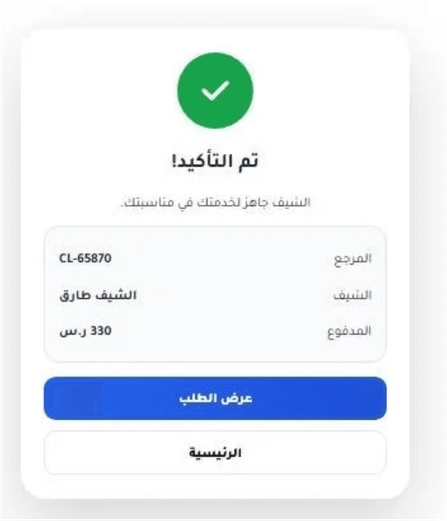 تم التأكيد!
الشيف جاهز لخدمتك في مناسبتك.
المرجع CL-65870
الشيف الشيف طارق
المدفوع 330 ر.س
عرض الطلب
الرئيسية